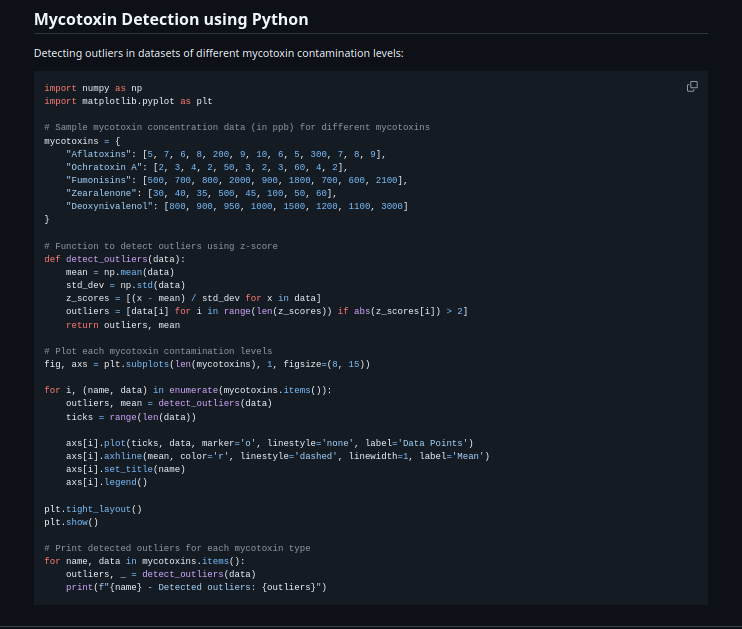 Mycotoxin Detection using Python
Detecting outliers in datasets of different mycotoxin contamination levels:
import numpy as np
import matplotlib.pyplot as plt
# Sample mycotoxin concentration data (in ppb) for different mycotoxins
mycotoxins = {
    "Aflatoxins": [5, 7, 6, 8, 200, 9, 10, 6, 5, 300, 7, 8, 9],
    "Ochratoxin A": [2, 3, 4, 2, 50, 3, 2, 3, 60, 4, 2],
    "Fumonisins": [500, 700, 800, 2000, 900, 1800, 700, 600, 2100],
    "Zearalenone": [30, 40, 35, 500, 45, 100, 50, 60],
    "Deoxynivalenol": [800, 900, 950, 1000, 1500, 1200, 1100, 3000]
}
# Function to detect outliers using z-score
def detect_outliers(data):
    mean = np.mean(data)
    std_dev = np.std(data)
    z_scores = [(x - mean) / std_dev for x in data]
    outliers = [data[i] for i in range(len(z_scores)) if abs(z_scores[i]) > 2]
    return outliers, mean
# Plot each mycotoxin contamination levels
fig, axs = plt.subplots(len(mycotoxins), 1, figsize=(8, 15))
for i, (name, data) in enumerate(mycotoxins.items()):
    outliers, mean = detect_outliers(data)
    ticks = range(len(data))
    axs[i].plot(ticks, data, marker='o', linestyle='none', label='Data Points')
    axs[i].axhline(mean, color='r', linestyle='dashed', linewidth=1, label='Mean')
    axs[i].set_title(name)
    axs[i].legend()
plt.tight_layout()
plt.show()
# Print detected outliers for each mycotoxin type
for name, data in mycotoxins.items():
    outliers, _ = detect_outliers(data)
    print(f"{name} - Detected outliers: {outliers}")